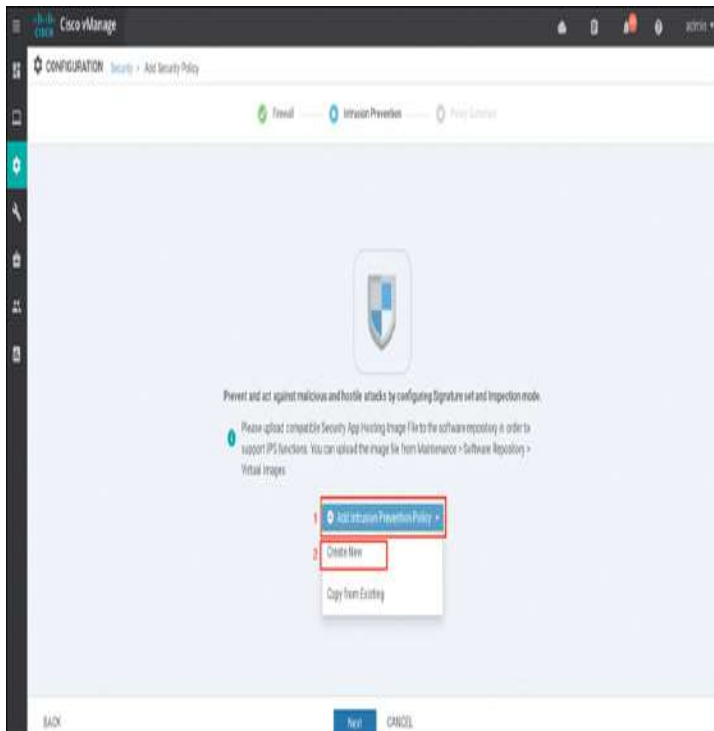 CISCO Cisco vManage admin
CONFIGURATION Security > Add Security Policy
Firewall Intrusion Prevention Policy Summary
Prevent and act against malicious and hostile attacks by configuring Signature set and Inspection mode.
Please upload compatible Security App Hosting Image File to the software repository in order to
support IPS functions. You can upload the image file from Maintenance > Software Repository >
Virtual Images
1 Add Intrusion Prevention Policy
2 Create New
Copy from Existing
BACK Next CANCEL